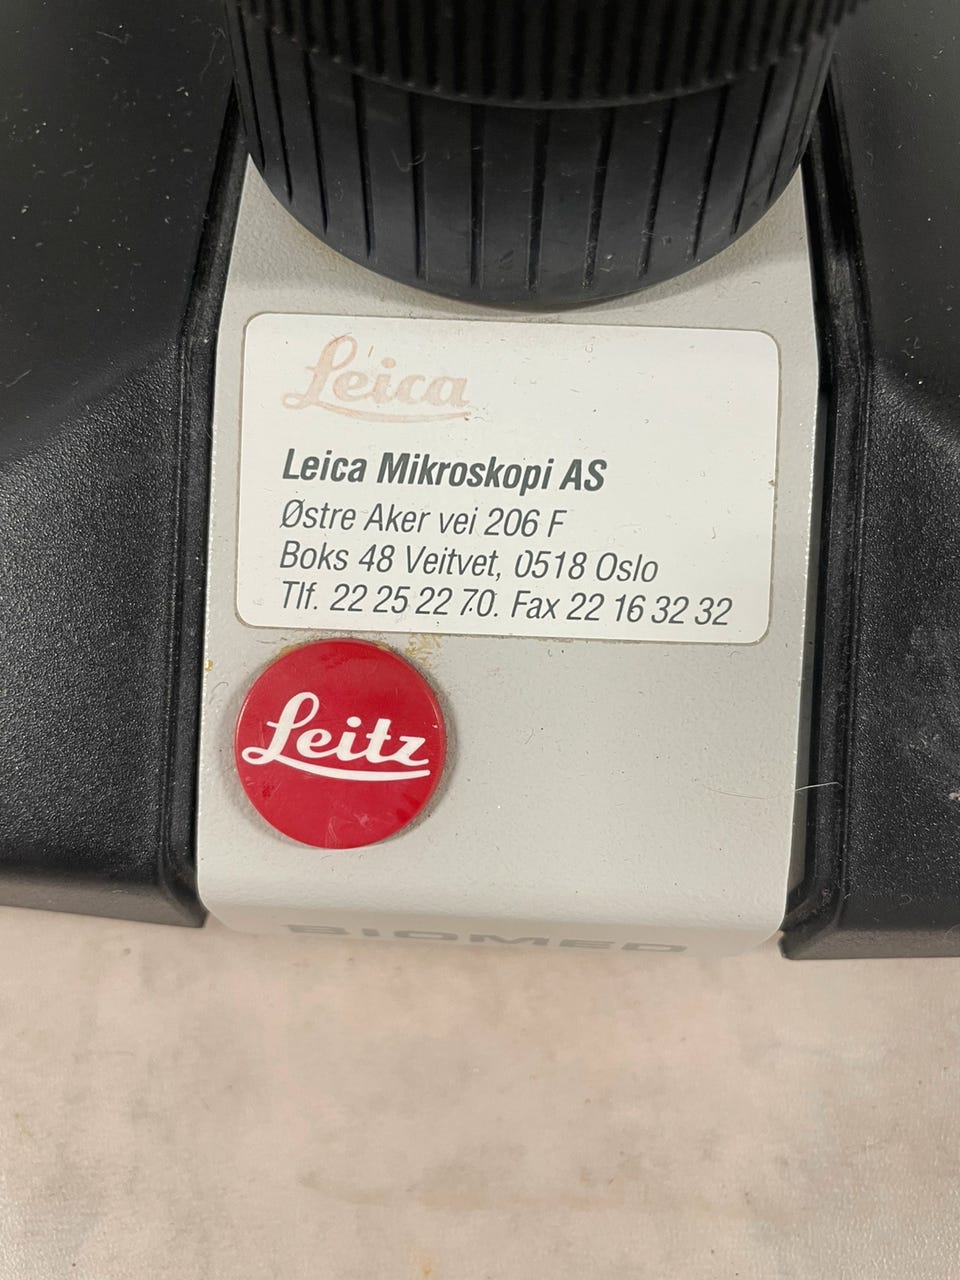 Leica
Leica Mikroskopi AS
Østre Aker vei 206 F
Boks 48 Veitvet, 0518 Oslo
Tlf. 22 25 22 70. Fax 22 16 32 32
Leitz
BIOMED